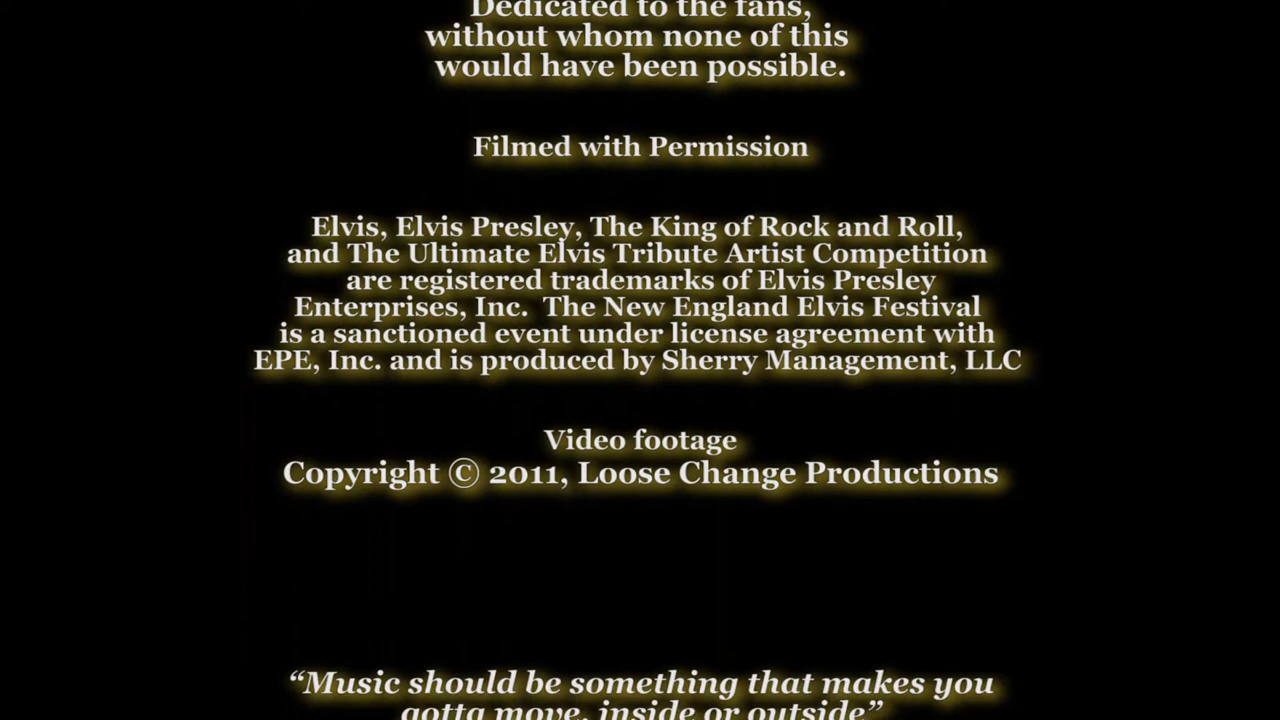 Dedicated to the fans,
without whom none of this
would have been possible.
Filmed with Permission
Elvis, Elvis Presley, The King of Rock and Roll,
and The Ultimate Elvis Tribute Artist Competition
are registered trademarks of Elvis Presley
Enterprises, Inc.  The New England Elvis Festival
is a sanctioned event under license agreement with
EPE, Inc. and is produced by Sherry Management, LLC
Video footage
Copyright © 2011, Loose Change Productions
“Music should be something that makes you
gotta move, inside or outside”